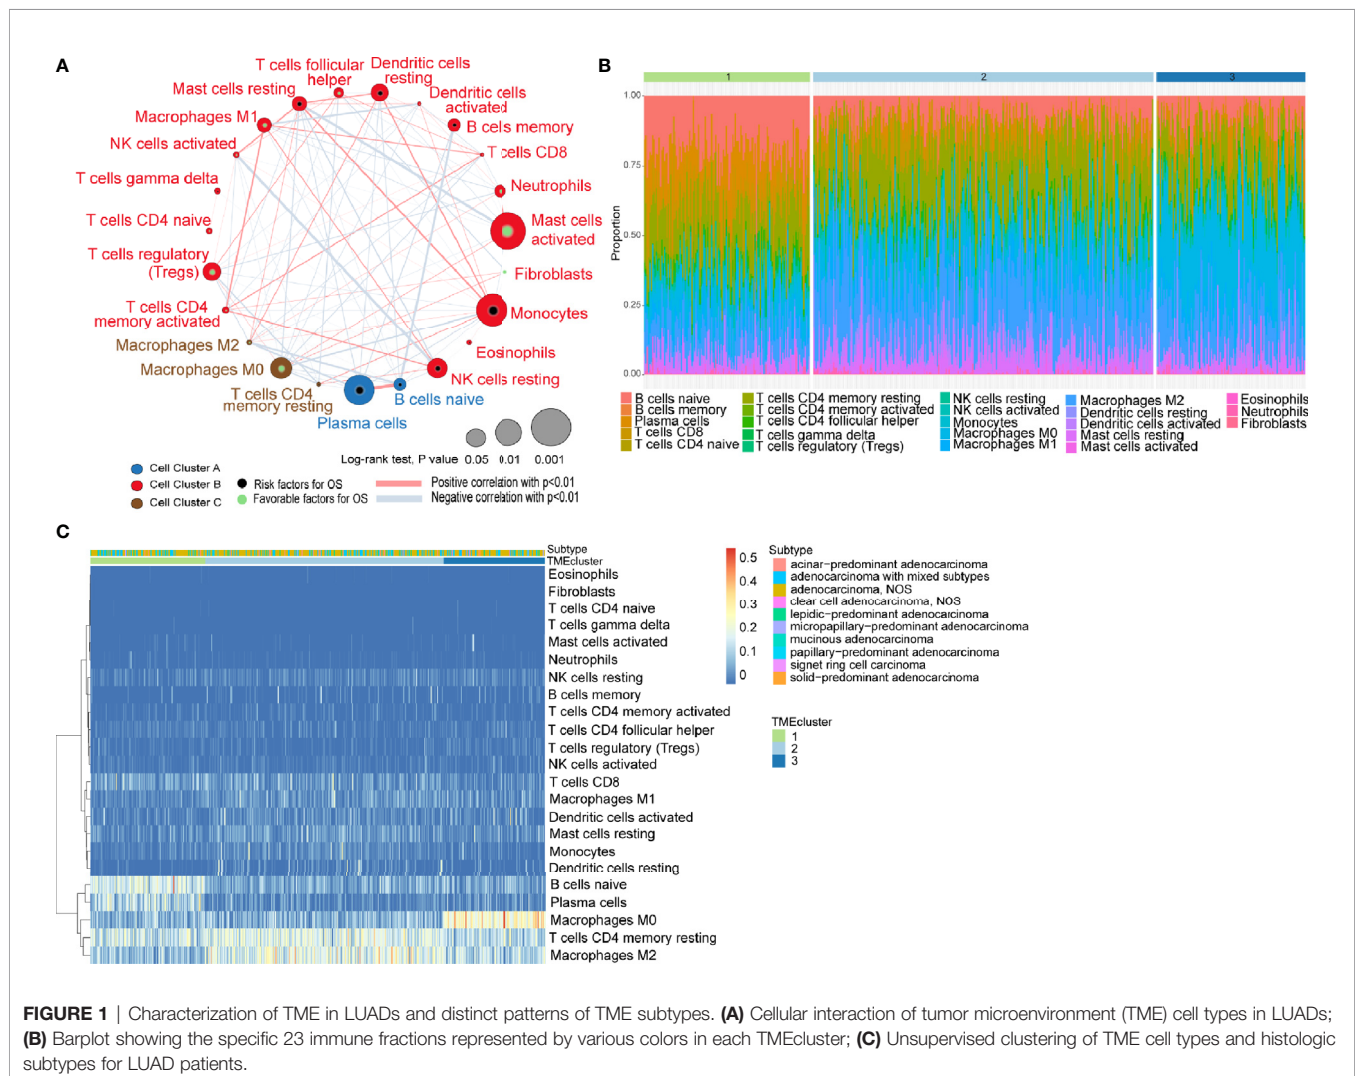 A
T cells follicular
helper
Dendritic cells
resting
Mast cells resting
Dendritic cells
activated
Macrophages M1
B cells memory
NK cells activated
T cells CD8
T cells gamma delta
Neutrophils
T cells CD4 naive
Mast cells
activated
T cells regulatory
(Tregs)
Fibroblasts
T cells CD4
memory activated
Monocytes
Macrophages M2
Eosinophils
Macrophages M0
NK cells resting
T cells CD4
memory resting
B cells naive
Plasma cells
Log-rank test, P value 0.05 0.01 0.001
Cell Cluster A
Cell Cluster B
Cell Cluster C
Risk factors for OS
Favorable factors for OS
Positive correlation with p<0.01
Negative correlation with p<0.01
B
1 2 3
Proportion
1.00
0.75
0.50
0.25
0.00
B cells naive
B cells memory
Plasma cells
T cells CD8
T cells CD4 naive
T cells CD4 memory resting
T cells CD4 memory activated
T cells CD4 follicular helper
T cells gamma delta
T cells regulatory (Tregs)
NK cells resting
NK cells activated
Monocytes
Macrophages M0
Macrophages M1
Macrophages M2
Dendritic cells resting
Dendritic cells activated
Mast cells resting
Mast cells activated
Eosinophils
Neutrophils
Fibroblasts
C
Subtype
TMEcluster
Eosinophils
Fibroblasts
T cells CD4 naive
T cells gamma delta
Mast cells activated
Neutrophils
NK cells resting
B cells memory
T cells CD4 memory activated
T cells CD4 follicular helper
T cells regulatory (Tregs)
NK cells activated
T cells CD8
Macrophages M1
Dendritic cells activated
Mast cells resting
Monocytes
Dendritic cells resting
B cells naive
Plasma cells
Macrophages M0
T cells CD4 memory resting
Macrophages M2
0.5
0.4
0.3
0.2
0.1
0
Subtype
acinar-predominant adenocarcinoma
adenocarcinoma with mixed subtypes
adenocarcinoma, NOS
clear cell adenocarcinoma, NOS
lepidic-predominant adenocarcinoma
micropapillary-predominant adenocarcinoma
mucinous adenocarcinoma
papillary-predominant adenocarcinoma
signet ring cell carcinoma
solid-predominant adenocarcinoma
TMEcluster
1
2
3
FIGURE 1 | Characterization of TME in LUADs and distinct patterns of TME subtypes. (A) Cellular interaction of tumor microenvironment (TME) cell types in LUADs;
(B) Barplot showing the specific 23 immune fractions represented by various colors in each TMEcluster; (C) Unsupervised clustering of TME cell types and histologic
subtypes for LUAD patients.